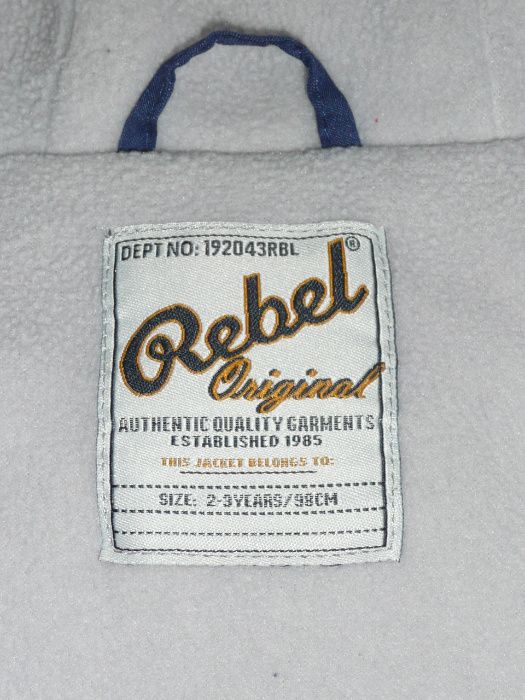 DEPT NO: 192043RBL
Rebel®
Original
AUTHENTIC QUALITY GARMENTS
ESTABLISHED 1985
THIS JACKET BELONGS TO:
SIZE: 2-3YEARS/98CM